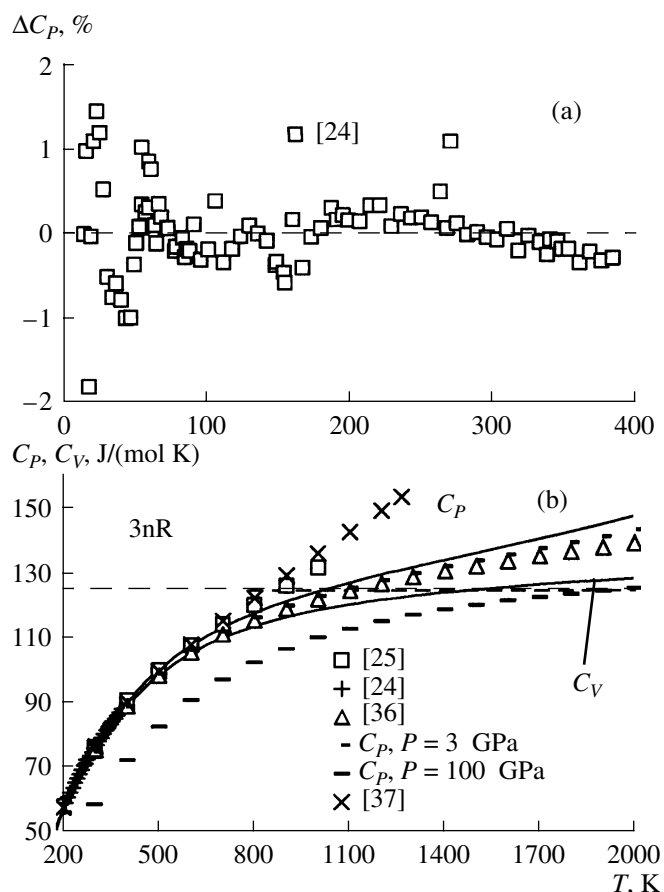 ΔC_P, %
2
(a)
[24]
1
0
−1
−2
0 100 200 300 400
C_P, C_V, J/(mol K)
T, K
150
C_P
(b)
3nR
130
110
[25]
[24]
C_V
90
[36]
C_P, P = 3 GPa
C_P, P = 100 GPa
70
[37]
50
200 500 800 1100 1400 1700 2000
T, K